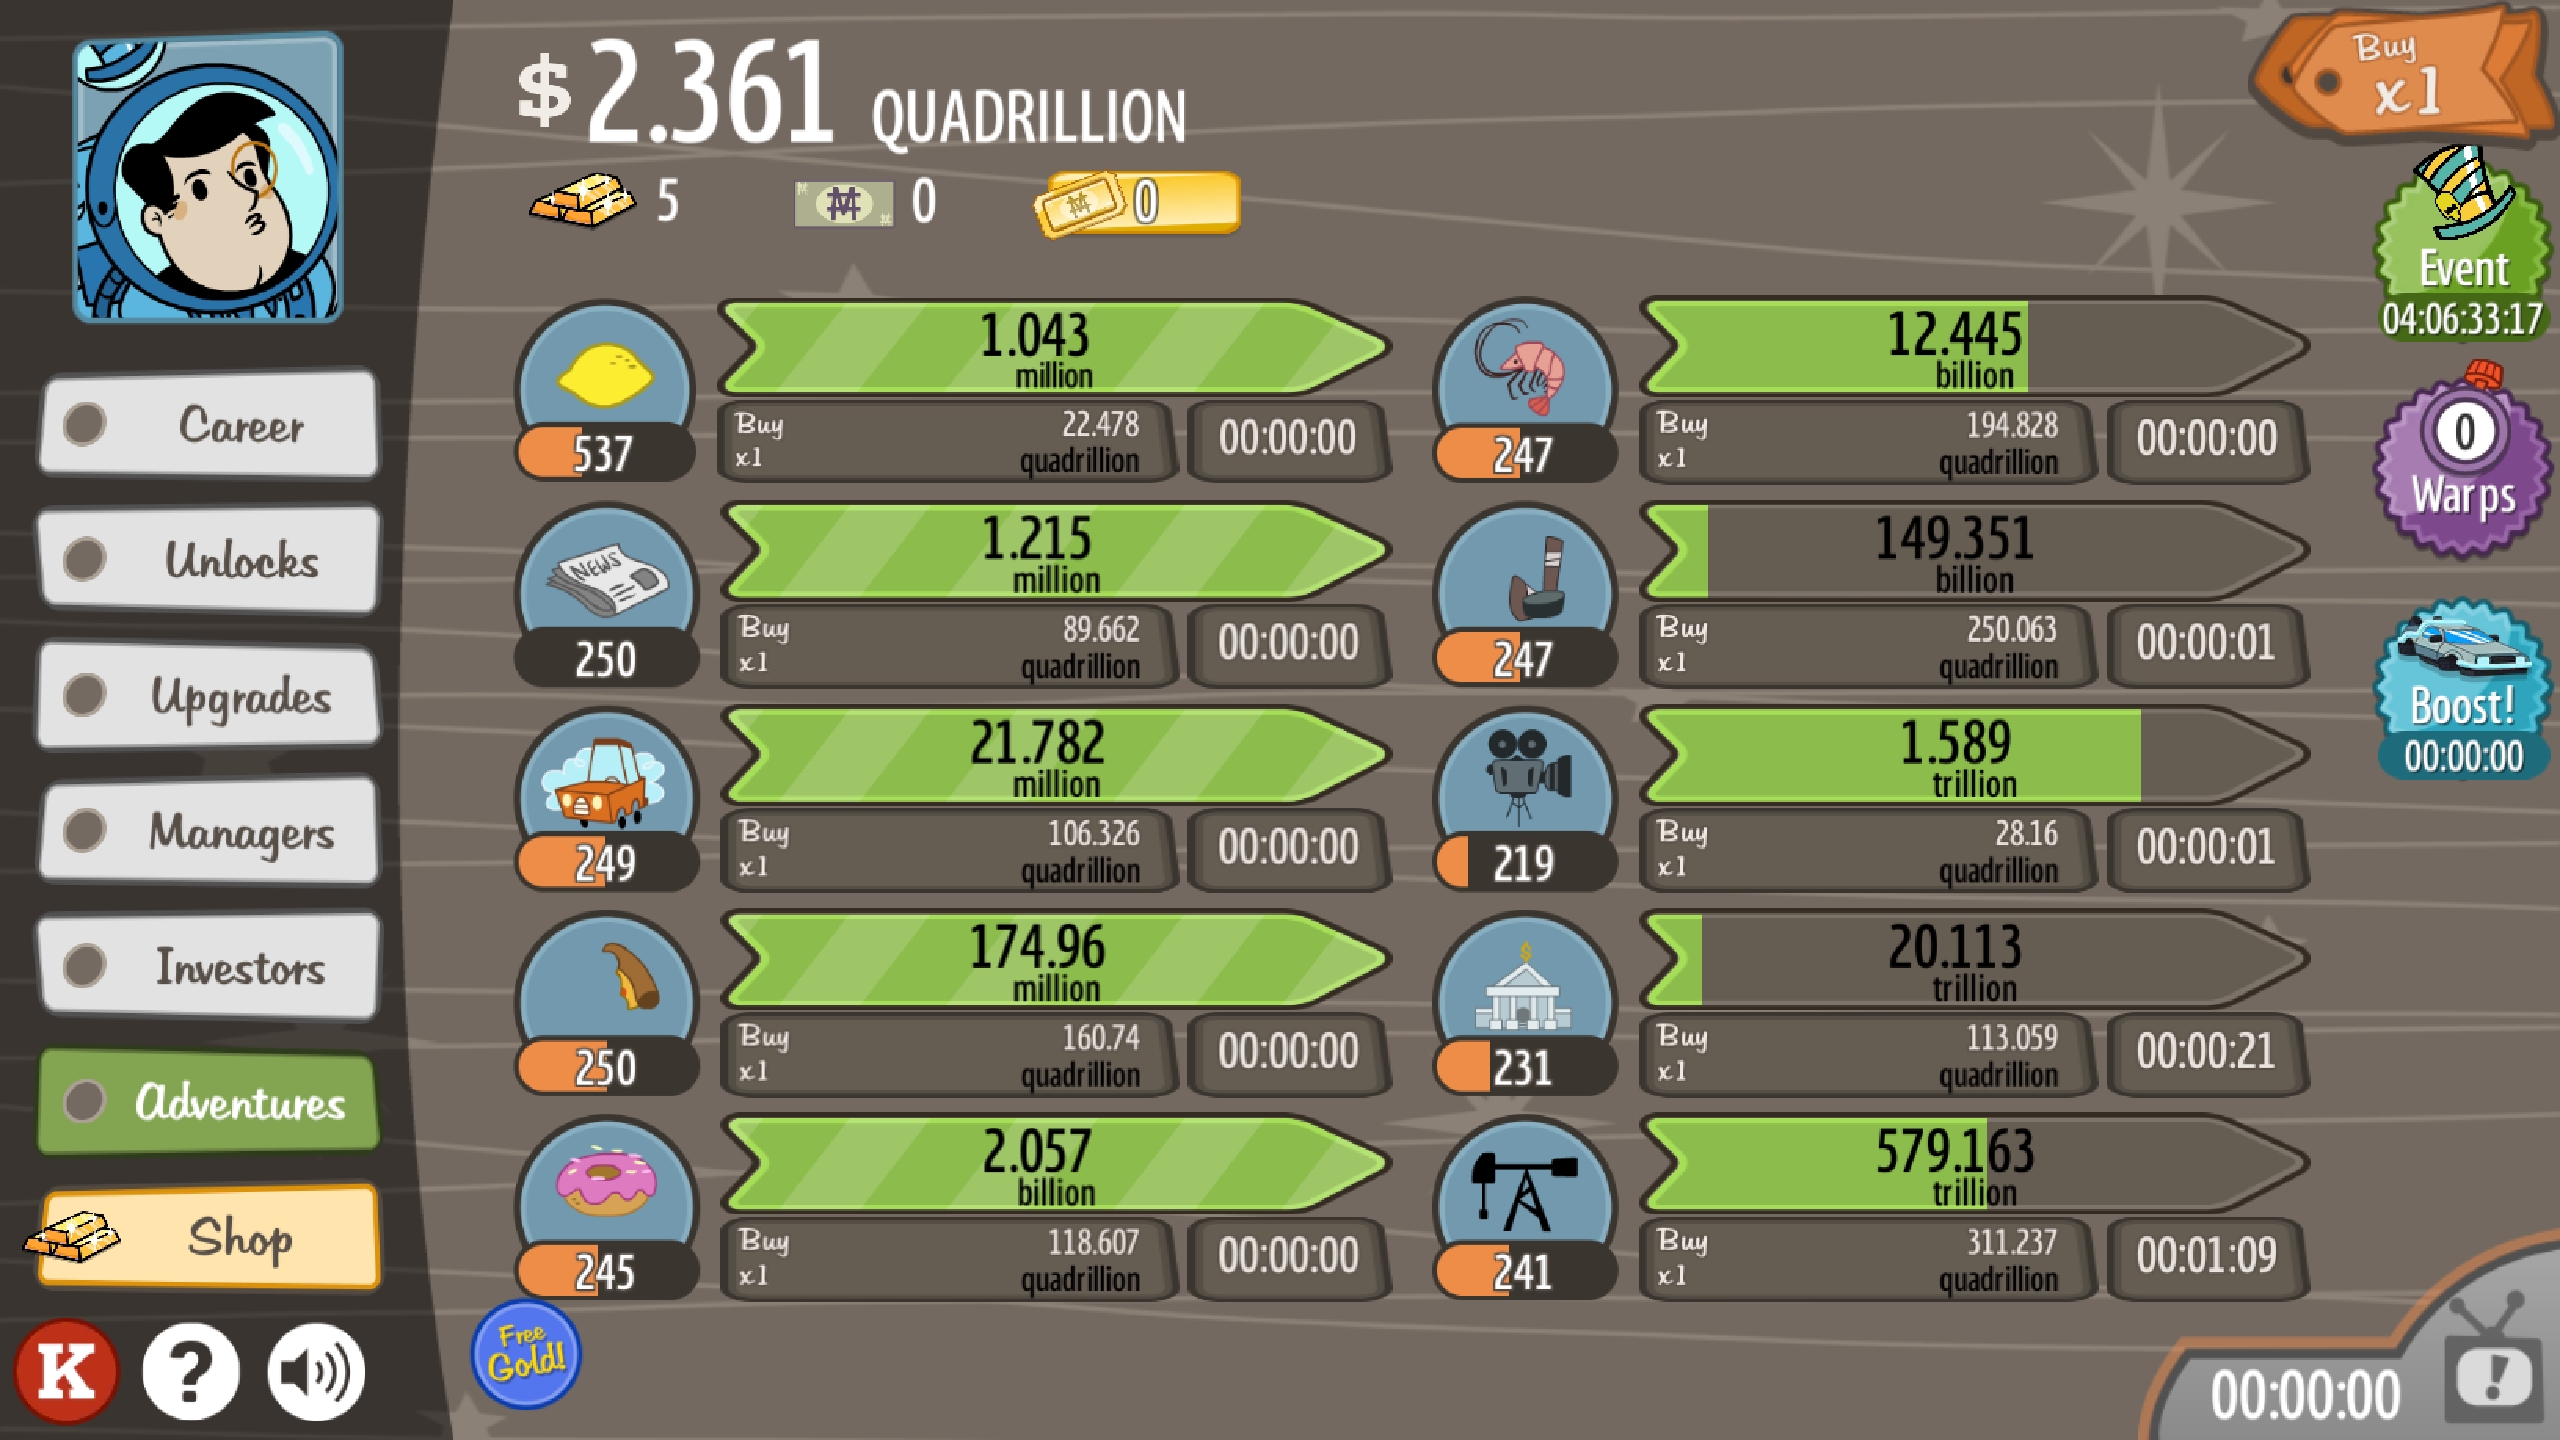 $2.361 QUADRILLION
5
0
0
Buy
x1
Event
04:06:33:17
0
Warps
Boost!
00:00:00
Career
Unlocks
Upgrades
Managers
Investors
Adventures
Shop
K
?
Free
Gold!
1.043
million
537
Buy
x1
22.478
quadrillion
00:00:00
NEWS
1.215
million
250
Buy
x1
89.662
quadrillion
00:00:00
21.782
million
249
Buy
x1
106.326
quadrillion
00:00:00
174.96
million
250
Buy
x1
160.74
quadrillion
00:00:00
2.057
billion
245
Buy
x1
118.607
quadrillion
00:00:00
12.445
billion
247
Buy
x1
194.828
quadrillion
00:00:00
149.351
billion
247
Buy
x1
250.063
quadrillion
00:00:01
1.589
trillion
219
Buy
x1
28.16
quadrillion
00:00:01
$
20.113
trillion
231
Buy
x1
113.059
quadrillion
00:00:21
579.163
trillion
241
Buy
x1
311.237
quadrillion
00:01:09
00:00:00
!